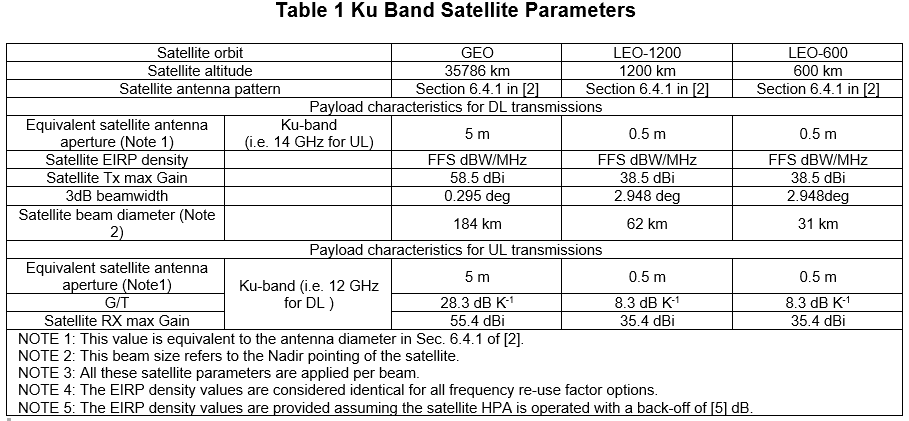 Table 1 Ku Band Satellite Parameters
Satellite orbit GEO LEO-1200 LEO-600
Satellite altitude 35786 km 1200 km 600 km
Satellite antenna pattern Section 6.4.1 in [2] Section 6.4.1 in [2] Section 6.4.1 in [2]
Payload characteristics for DL transmissions
Equivalent satellite antenna aperture (Note 1) Ku-band (i.e. 14 GHz for UL) 5 m 0.5 m 0.5 m
Satellite EIRP density FFS dBW/MHz FFS dBW/MHz FFS dBW/MHz
Satellite Tx max Gain 58.5 dBi 38.5 dBi 38.5 dBi
3dB beamwidth 0.295 deg 2.948 deg 2.948deg
Satellite beam diameter (Note 2) 184 km 62 km 31 km
Payload characteristics for UL transmissions
Equivalent satellite antenna aperture (Note1) Ku-band (i.e. 12 GHz for DL ) 5 m 0.5 m 0.5 m
G/T 28.3 dB K⁻¹ 8.3 dB K⁻¹ 8.3 dB K⁻¹
Satellite RX max Gain 55.4 dBi 35.4 dBi 35.4 dBi
NOTE 1: This value is equivalent to the antenna diameter in Sec. 6.4.1 of [2].
NOTE 2: This beam size refers to the Nadir pointing of the satellite.
NOTE 3: All these satellite parameters are applied per beam.
NOTE 4: The EIRP density values are considered identical for all frequency re-use factor options.
NOTE 5: The EIRP density values are provided assuming the satellite HPA is operated with a back-off of [5] dB.